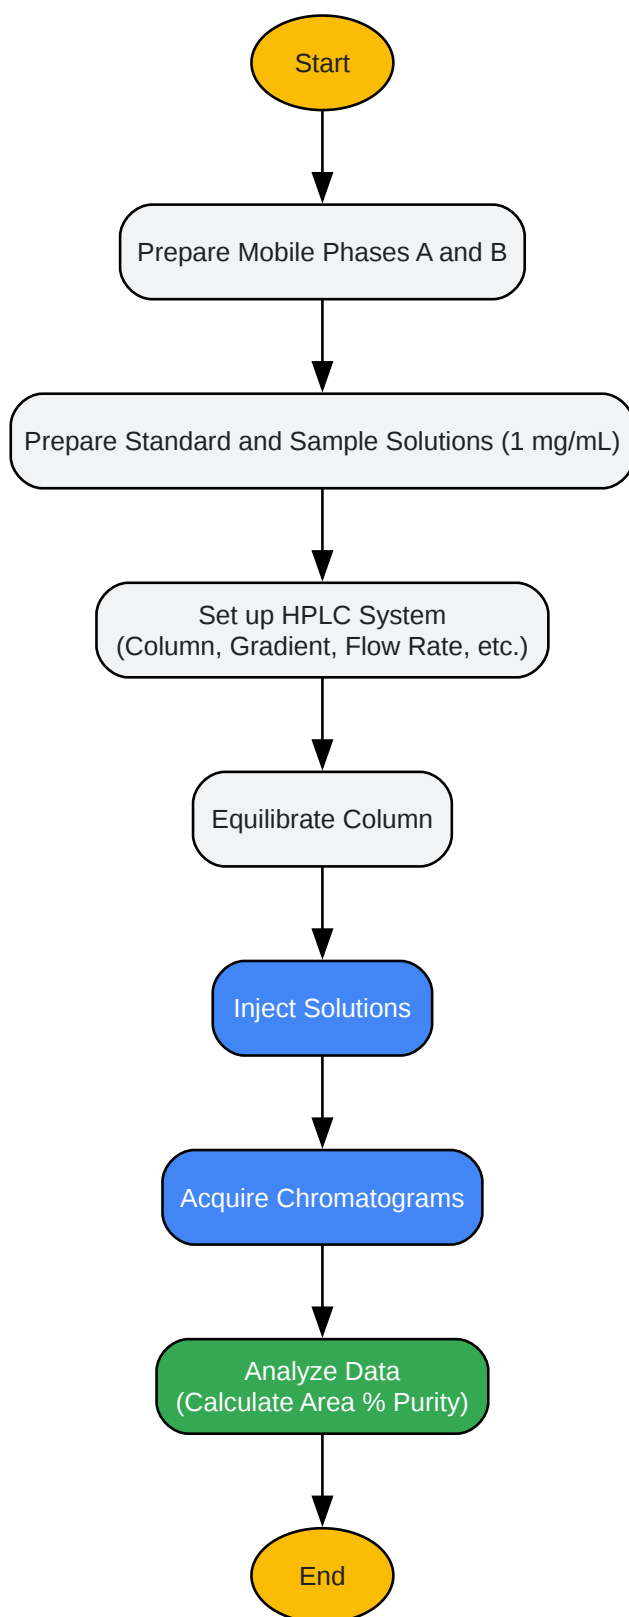 Start
Prepare Mobile Phases A and B
Prepare Standard and Sample Solutions (1 mg/mL)
Set up HPLC System
(Column, Gradient, Flow Rate, etc.)
Equilibrate Column
Inject Solutions
Acquire Chromatograms
Analyze Data
(Calculate Area % Purity)
End